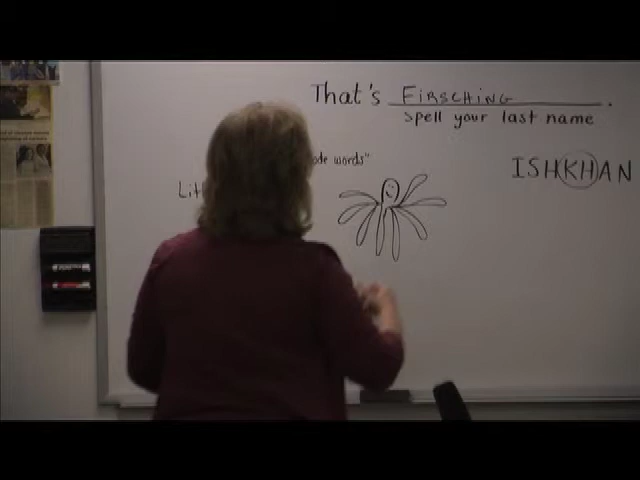 That's FIRSCHING.
spell your last name
ode words"
ISHKHAN
Lit